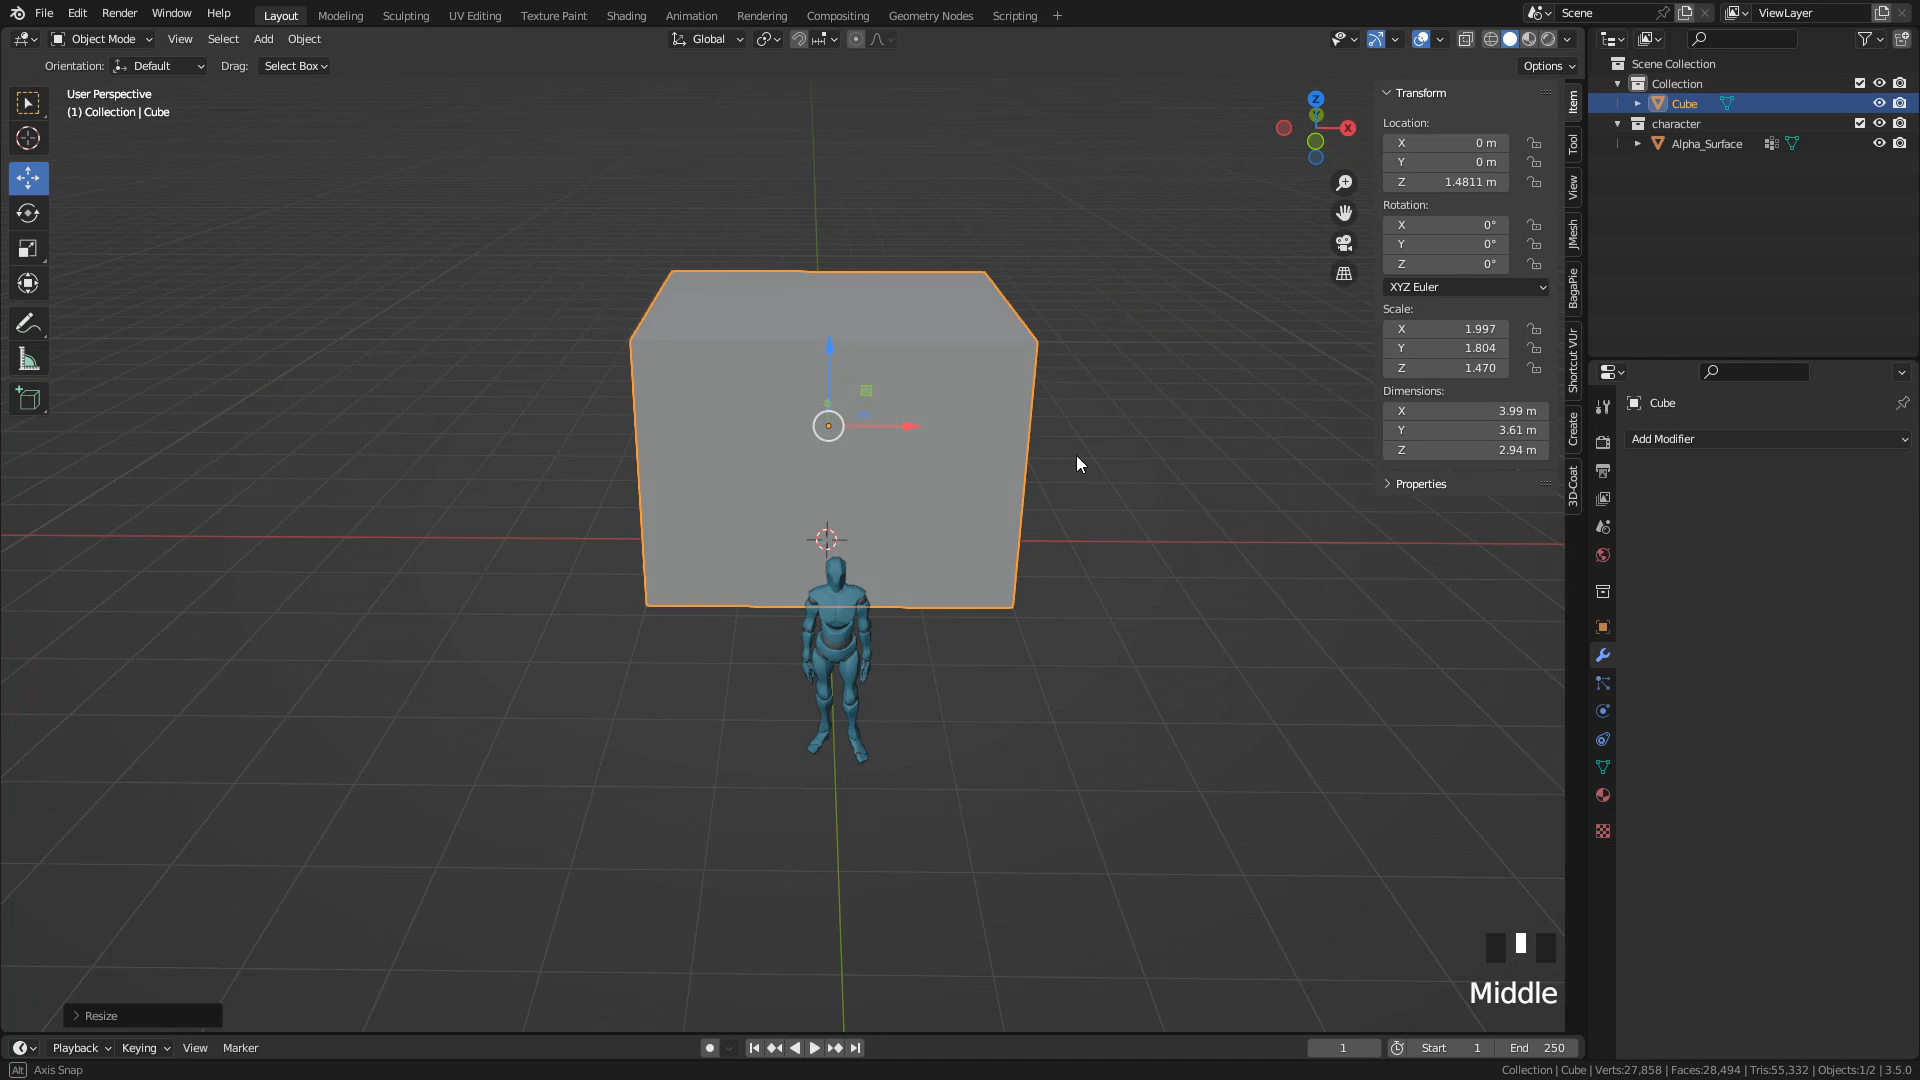 File Edit Render Window Help Layout Modeling Sculpting UV Editing Texture Paint Shading Animation Rendering Compositing Geometry Nodes Scripting + Scene ViewLayer
Object Mode View Select Add Object Global
Orientation: Default Drag: Select Box Options
User Perspective
(1) Collection | Cube
Transform
Location:
X 0 m
Y 0 m
Z 1.4811 m
Rotation:
X 0°
Y 0°
Z 0°
XYZ Euler
Scale:
X 1.997
Y 1.804
Z 1.470
Dimensions:
X 3.99 m
Y 3.61 m
Z 2.94 m
Properties
Item
Tool
View
JMesh
BagaPie
Shortcut VUr
Create
3D-Coat
Z
X
Scene Collection
Collection
Cube
character
Alpha_Surface
Cube
Add Modifier
Middle
Resize
Playback Keying View Marker 1 Start 1 End 250
Alt Axis Snap Collection | Cube | Verts:27,858 | Faces:28,494 | Tris:55,332 | Objects:1/2 | 3.5.0